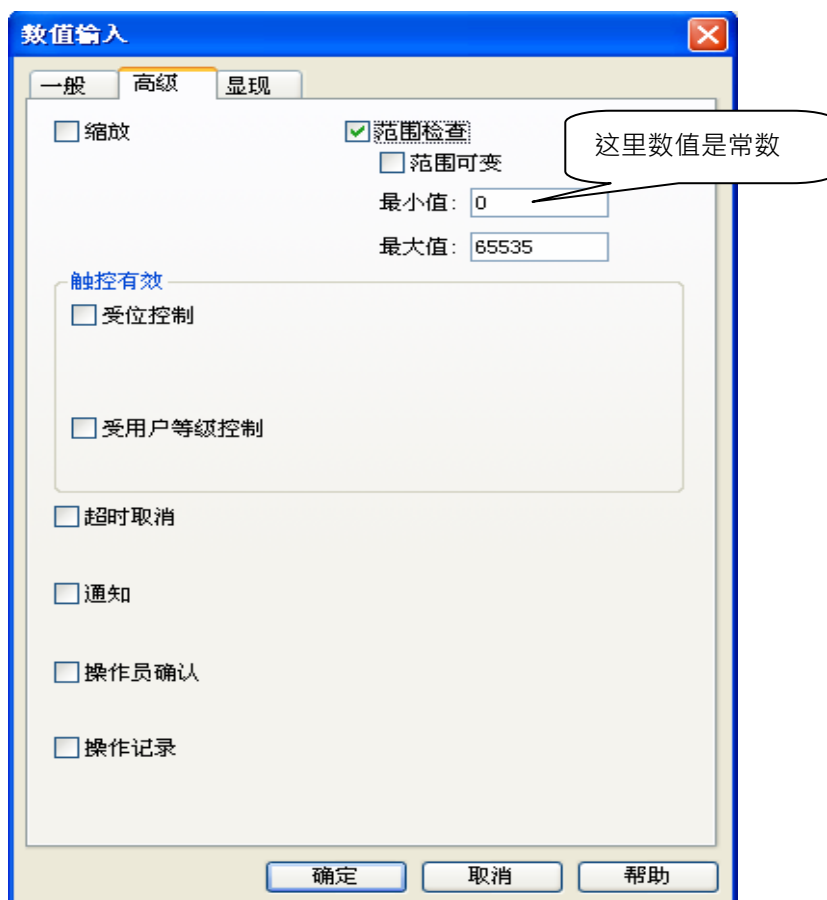 数值输入
一般 高级 显现
缩放 范围检查
这里数值是常数
范围可变
最小值: 0
最大值: 65535
触控有效
受位控制
受用户等级控制
超时取消
通知
操作员确认
操作记录
确定 取消 帮助